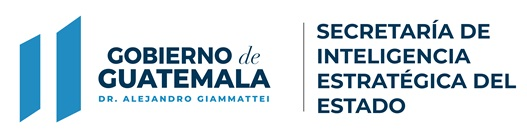 GOBIERNO de
GUATEMALA
DR. ALEJANDRO GIAMMATTEI
SECRETARÍA DE
INTELIGENCIA
ESTRATÉGICA DEL
ESTADO